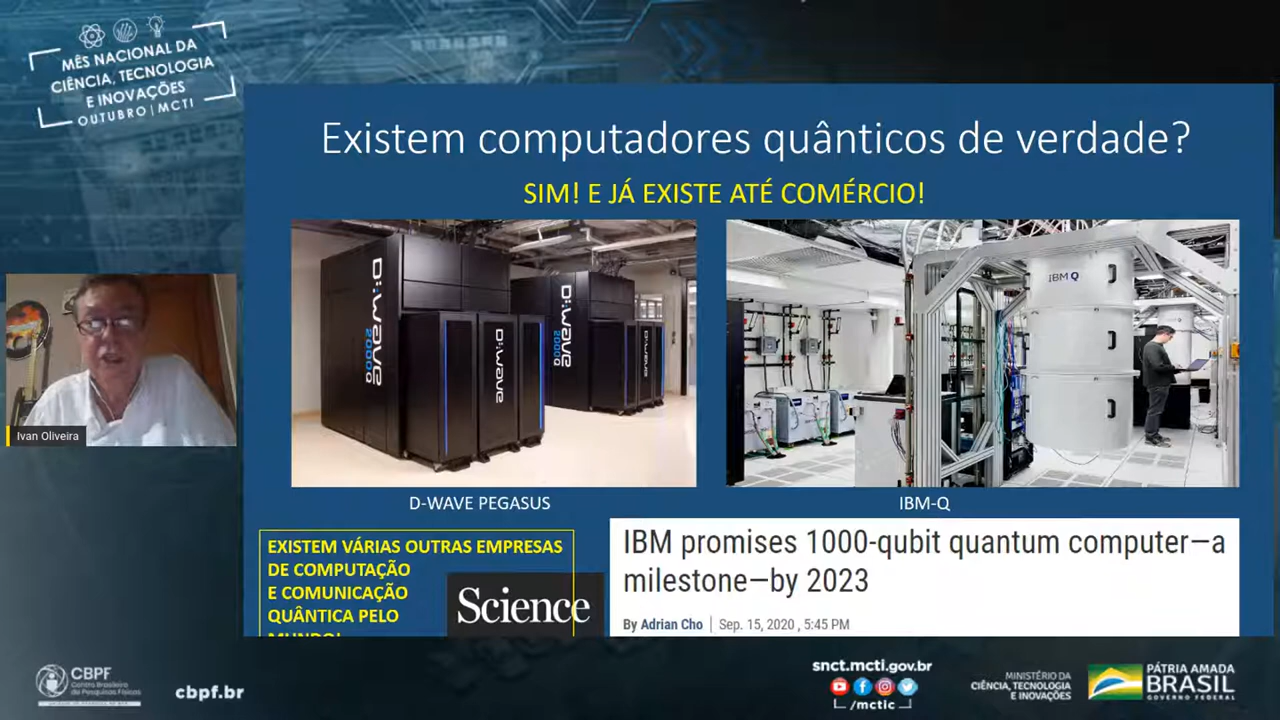 MÊS NACIONAL DA
CIÊNCIA, TECNOLOGIA
E INOVAÇÕES
OUTUBRO | MCTI
Existem computadores quânticos de verdade?
SIM! E JÁ EXISTE ATÉ COMÉRCIO!
D:Wave
2000Q
D:Wave
D:Wave
2000Q
D:Wave
IBM Q
Ivan Oliveira
D-WAVE PEGASUS
IBM-Q
EXISTEM VÁRIAS OUTRAS EMPRESAS
DE COMPUTAÇÃO
E COMUNICAÇÃO
QUÂNTICA PELO
MUNDO!
Science
IBM promises 1000-qubit quantum computer—a
milestone—by 2023
By Adrian Cho | Sep. 15, 2020 , 5:45 PM
CBPF
Centro Brasileiro
de Pesquisas Físicas
cbpf.br
snct.mcti.gov.br
/mctic
MINISTÉRIO DA
CIÊNCIA, TECNOLOGIA
E INOVAÇÕES
PÁTRIA AMADA
BRASIL
GOVERNO FEDERAL